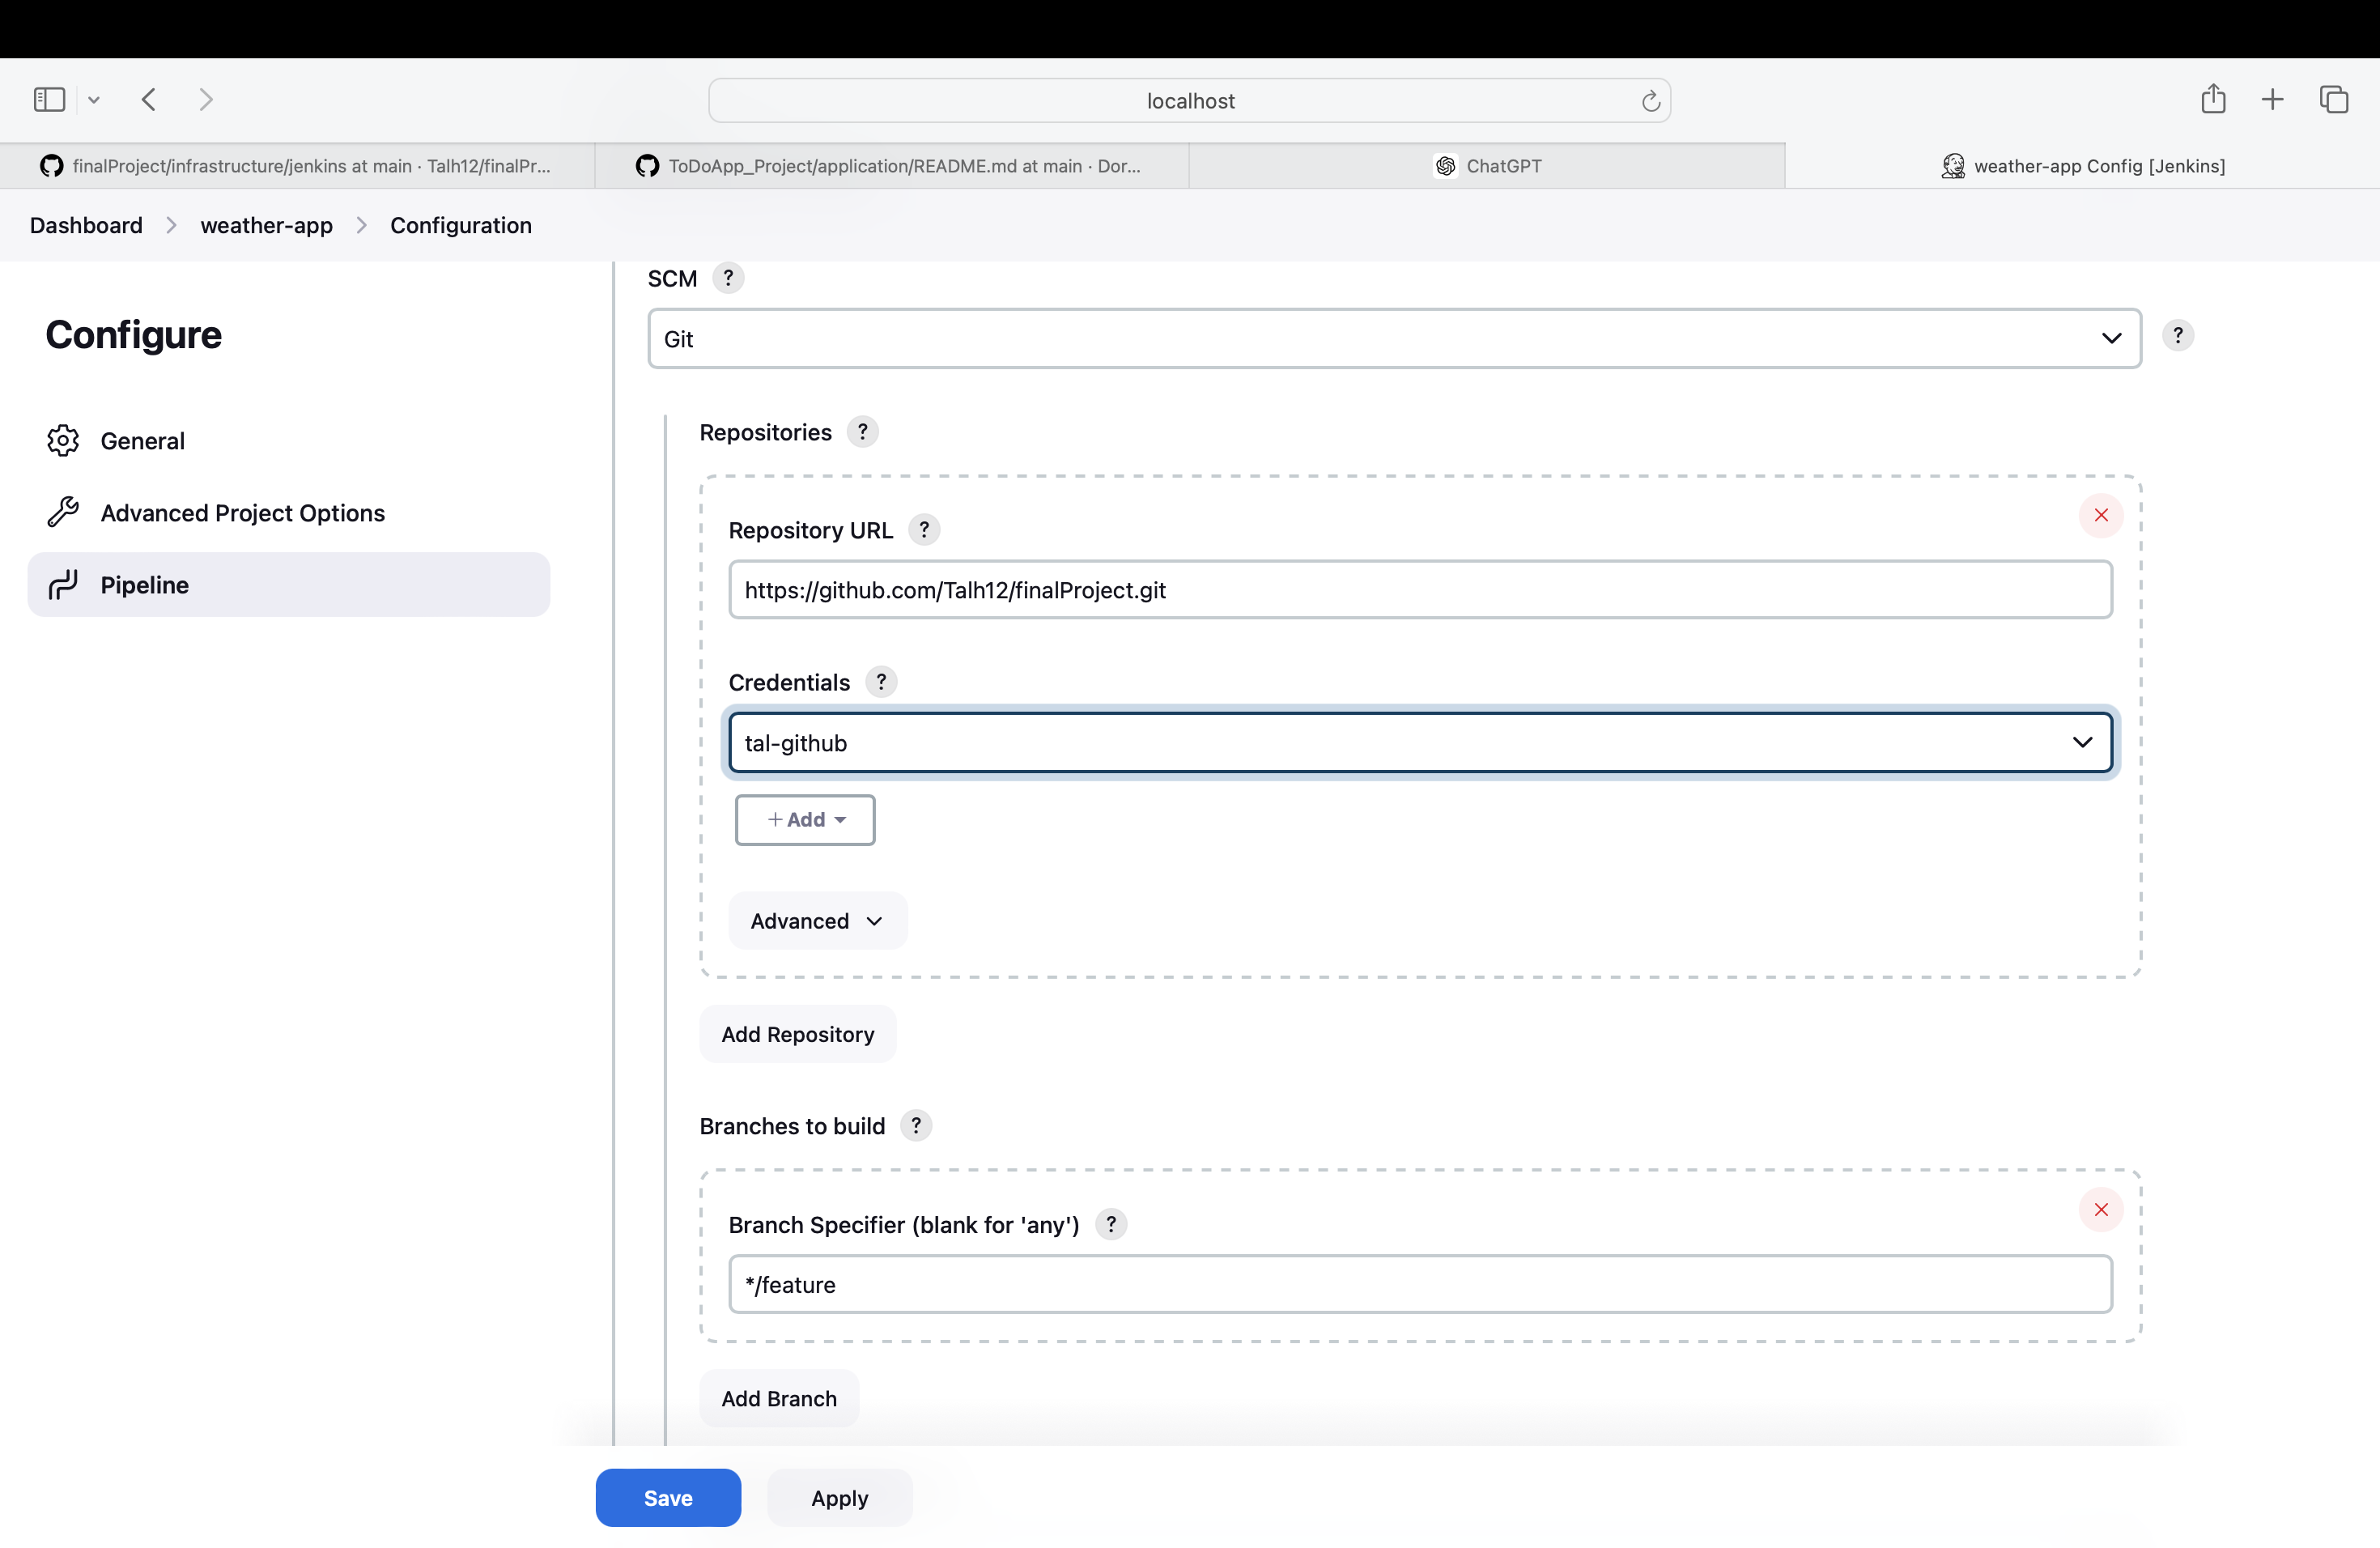 localhost
finalProject/infrastructure/jenkins at main · Talh12/finalPr...
ToDoApp_Project/application/README.md at main · Dor...
ChatGPT
weather-app Config [Jenkins]
Dashboard > weather-app > Configuration
Configure
General
Advanced Project Options
Pipeline
SCM ?
Git
?
Repositories ?
Repository URL ?
https://github.com/Talh12/finalProject.git
Credentials ?
tal-github
+ Add
Advanced
Add Repository
Branches to build ?
Branch Specifier (blank for 'any') ?
*/feature
Add Branch
Save
Apply